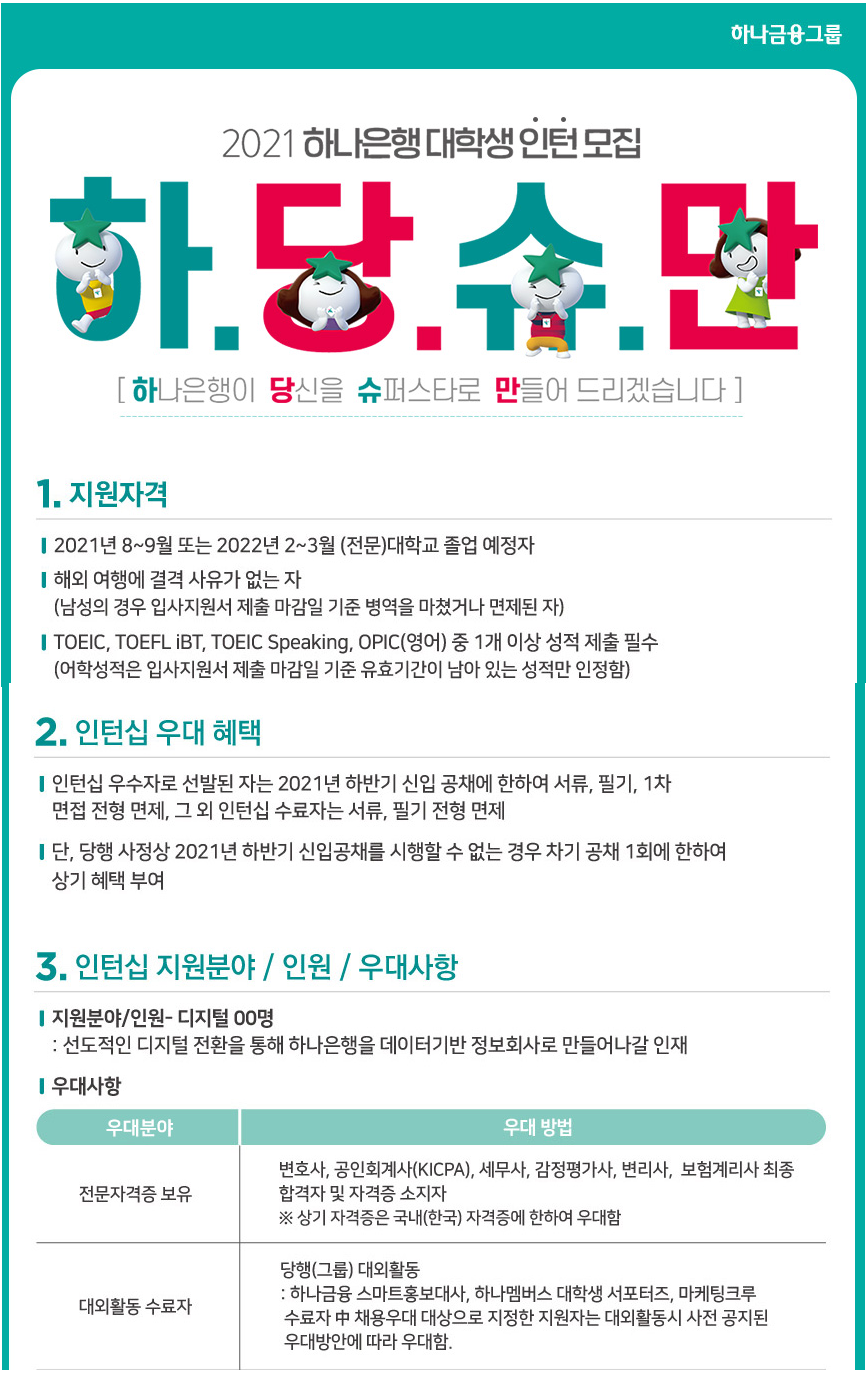 하나금융그룹
2021 하나은행 대학생 인턴 모집
하.당.슈.만
[ 하나은행이 당신을 슈퍼스타로 만들어 드리겠습니다 ]
1. 지원자격
2021년 8~9월 또는 2022년 2~3월 (전문)대학교 졸업 예정자
해외 여행에 결격 사유가 없는 자
(남성의 경우 입사지원서 제출 마감일 기준 병역을 마쳤거나 면제된 자)
TOEIC, TOEFL iBT, TOEIC Speaking, OPIC(영어) 중 1개 이상 성적 제출 필수
(어학성적은 입사지원서 제출 마감일 기준 유효기간이 남아 있는 성적만 인정함)
2. 인턴십 우대 혜택
인턴십 우수자로 선발된 자는 2021년 하반기 신입 공채에 한하여 서류, 필기, 1차
면접 전형 면제, 그 외 인턴십 수료자는 서류, 필기 전형 면제
단, 당행 사정상 2021년 하반기 신입공채를 시행할 수 없는 경우 차기 공채 1회에 한하여
상기 혜택 부여
3. 인턴십 지원분야 / 인원 / 우대사항
지원분야/인원- 디지털 00명
: 선도적인 디지털 전환을 통해 하나은행을 데이터기반 정보회사로 만들어나갈 인재
우대사항
우대분야 우대 방법
전문자격증 보유
변호사, 공인회계사(KICPA), 세무사, 감정평가사, 변리사, 보험계리사 최종
합격자 및 자격증 소지자
※ 상기 자격증은 국내(한국) 자격증에 한하여 우대함
대외활동 수료자
당행(그룹) 대외활동
: 하나금융 스마트홍보대사, 하나멤버스 대학생 서포터즈, 마케팅크루
수료자 中 채용우대 대상으로 지정한 지원자는 대외활동시 사전 공지된
우대방안에 따라 우대함.